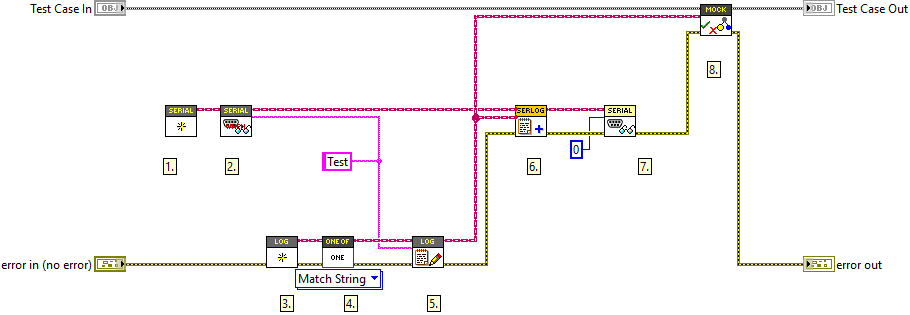 Test Case In
OBJ
MOCK
OBJ
Test Case Out
8.
SERIAL
SERIAL
SERLOG
SERIAL
1.
2.
Test
0
6.
7.
LOG
ONE OF
LOG
error in (no error)
ONE
error out
Match String
3.
4.
5.